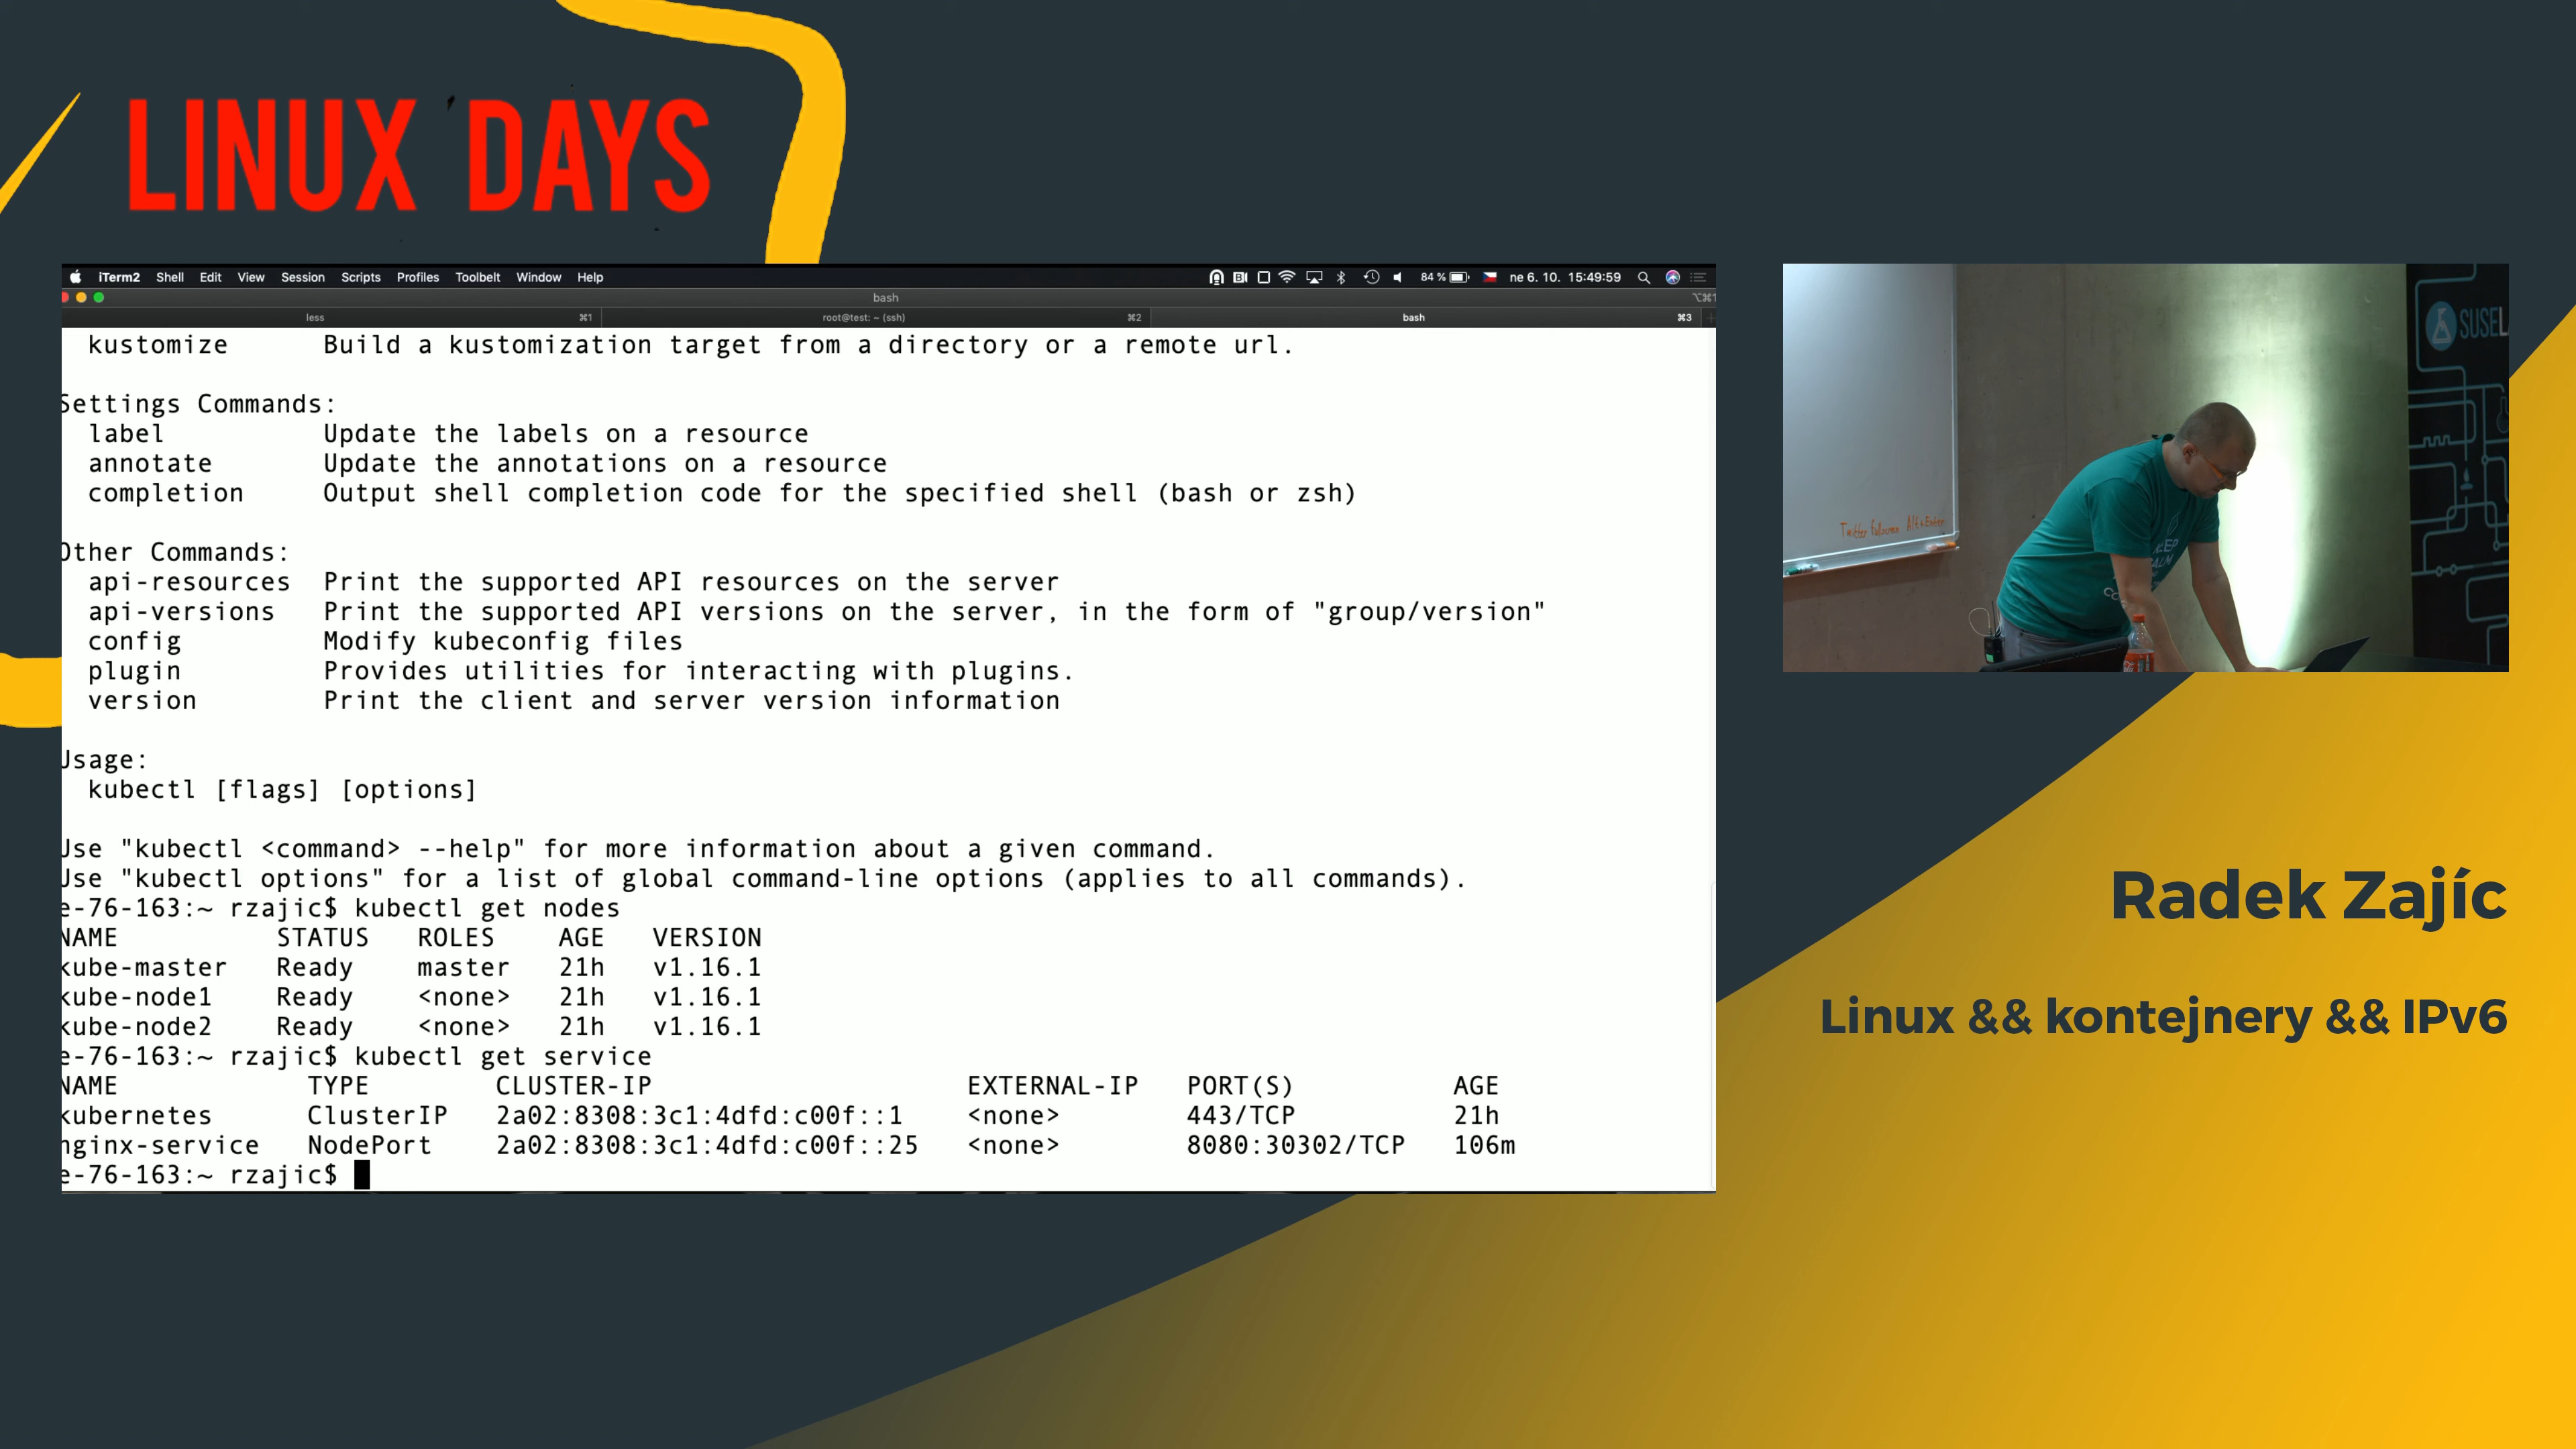 LINUX DAYS
iTerm2 Shell Edit View Session Scripts Profiles Toolbelt Window Help 84 % ne 6. 10. 15:49:59
bash ⌥⌘1
less ⌘1 root@test: ~ (ssh) ⌘2 bash ⌘3
kustomize Build a kustomization target from a directory or a remote url.
Settings Commands:
label Update the labels on a resource
annotate Update the annotations on a resource
completion Output shell completion code for the specified shell (bash or zsh)
Other Commands:
api-resources Print the supported API resources on the server
api-versions Print the supported API versions on the server, in the form of "group/version"
config Modify kubeconfig files
plugin Provides utilities for interacting with plugins.
version Print the client and server version information
Usage:
kubectl [flags] [options]
Use "kubectl <command> --help" for more information about a given command.
Use "kubectl options" for a list of global command-line options (applies to all commands).
e-76-163:~ rzajic$ kubectl get nodes
NAME STATUS ROLES AGE VERSION
kube-master Ready master 21h v1.16.1
kube-node1 Ready <none> 21h v1.16.1
kube-node2 Ready <none> 21h v1.16.1
e-76-163:~ rzajic$ kubectl get service
NAME TYPE CLUSTER-IP EXTERNAL-IP PORT(S) AGE
kubernetes ClusterIP 2a02:8308:3c1:4dfd:c00f::1 <none> 443/TCP 21h
nginx-service NodePort 2a02:8308:3c1:4dfd:c00f::25 <none> 8080:30302/TCP 106m
e-76-163:~ rzajic$
SUSE
Twitter
Radek Zajíc
Linux && kontejnery && IPv6